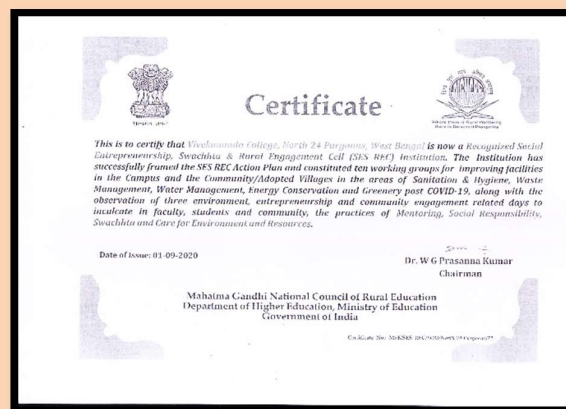 Certificate
This is to certify that Vivekananda College, North 24 Parganas, West Bengal is now a Recognized Social
Entrepreneurship, Swachhta & Rural Engagement Cell (SES REC) Institution. The Institution has
successfully framed the SES REC Action Plan and constituted ten working groups for improving facilities
in the Campus and the Community/Adopted Villages in the areas of Sanitation & Hygiene, Waste
Management, Water Management, Energy Conservation and Greenery post COVID-19, along with the
observation of three environment, entrepreneurship and community engagement related days to
inculcate in faculty, students and community, the practices of Mentoring, Social Responsibility,
Swachhta and Care for Environment and Resources.
Date of Issue: 01-09-2020
Dr. W G Prasanna Kumar
Chairman
Mahatma Gandhi National Council of Rural Education
Department of Higher Education, Ministry of Education
Government of India
Certificate No: